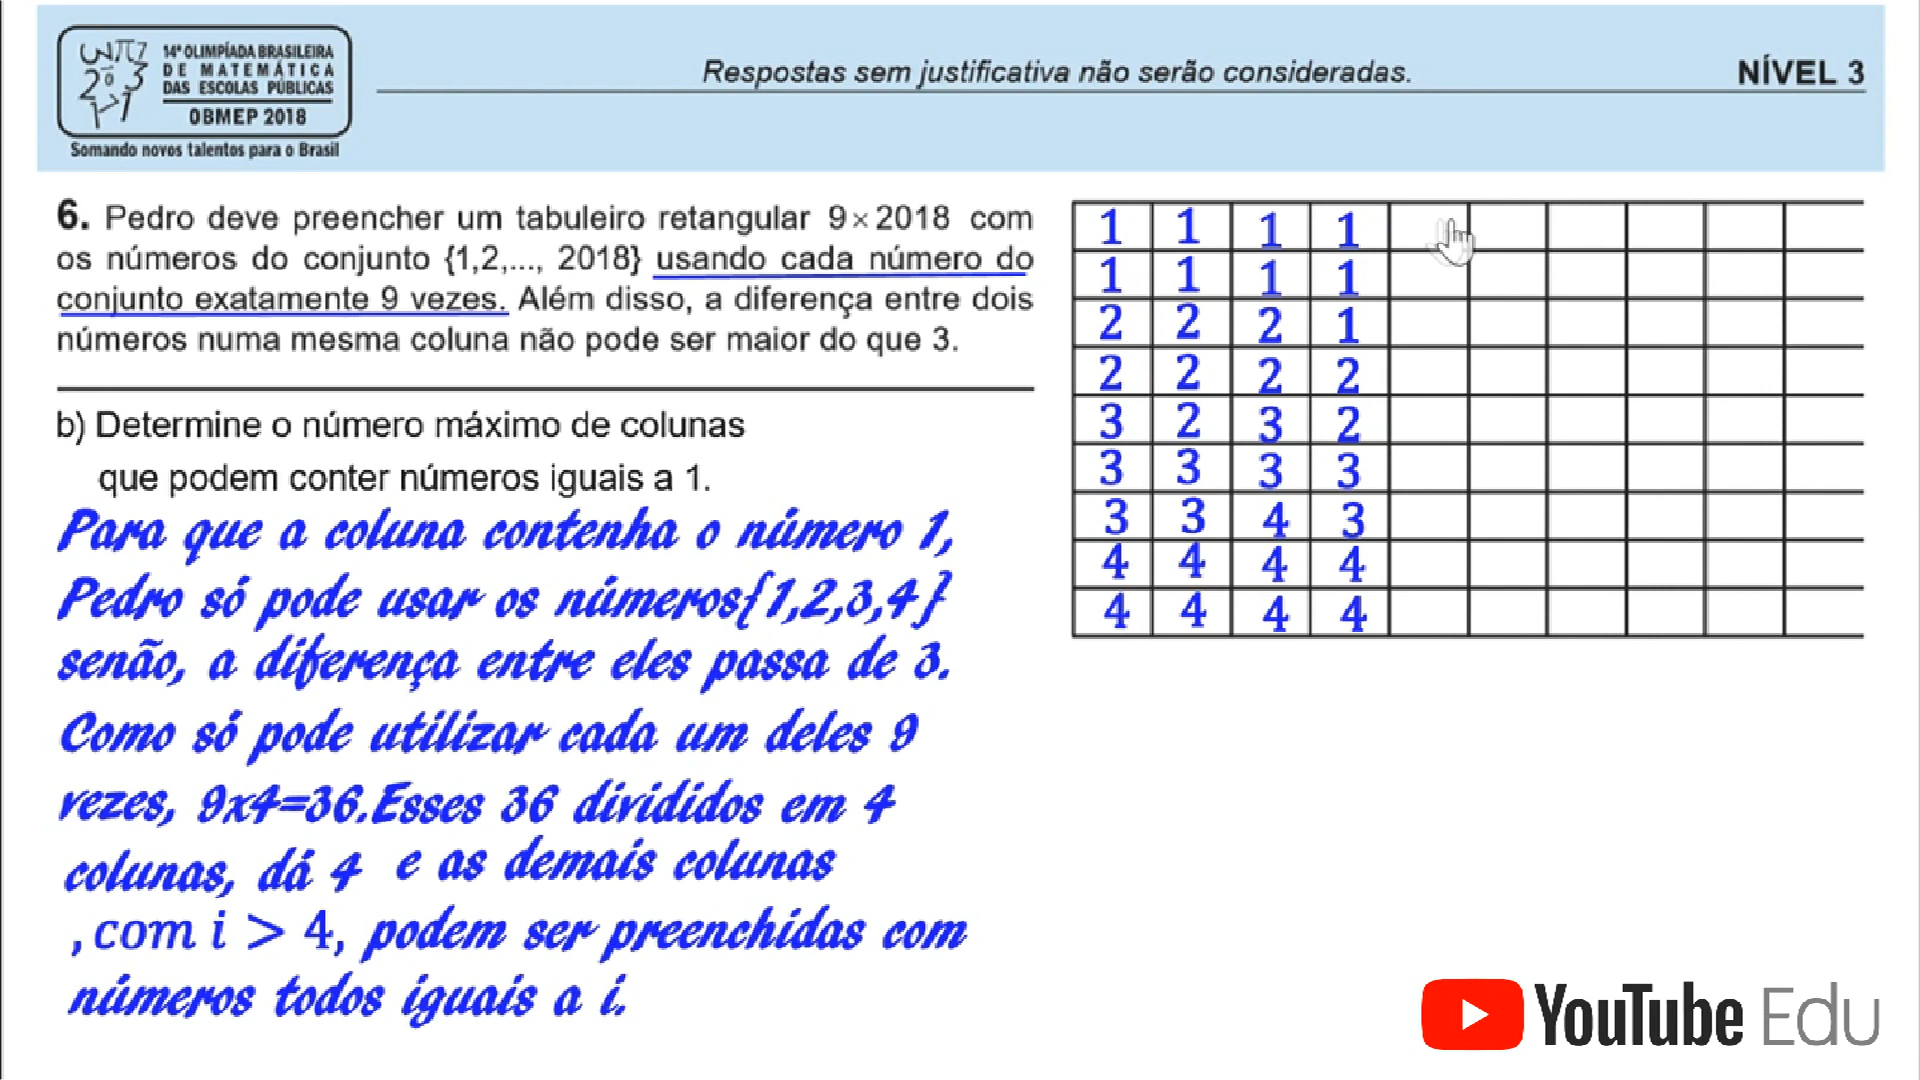 14ª OLIMPÍADA BRASILEIRA
DE MATEMÁTICA
DAS ESCOLAS PÚBLICAS
OBMEP 2018
Somando novos talentos para o Brasil
Respostas sem justificativa não serão consideradas.
NÍVEL 3
6. Pedro deve preencher um tabuleiro retangular 9×2018 com
os números do conjunto {1,2,..., 2018} usando cada número do
conjunto exatamente 9 vezes. Além disso, a diferença entre dois
números numa mesma coluna não pode ser maior do que 3.
b) Determine o número máximo de colunas
que podem conter números iguais a 1.
Para que a coluna contenha o número 1,
Pedro só pode usar os números{1,2,3,4}
senão, a diferença entre eles passa de 3.
Como só pode utilizar cada um deles 9
vezes, 9x4=36.Esses 36 divididos em 4
colunas, dá 4 e as demais colunas
, com i > 4, podem ser preenchidas com
números todos iguais a i.
1 1 1 1
1 1 1 1
2 2 2 1
2 2 2 2
3 2 3 2
3 3 3 3
3 3 4 3
4 4 4 4
4 4 4 4
YouTube Edu